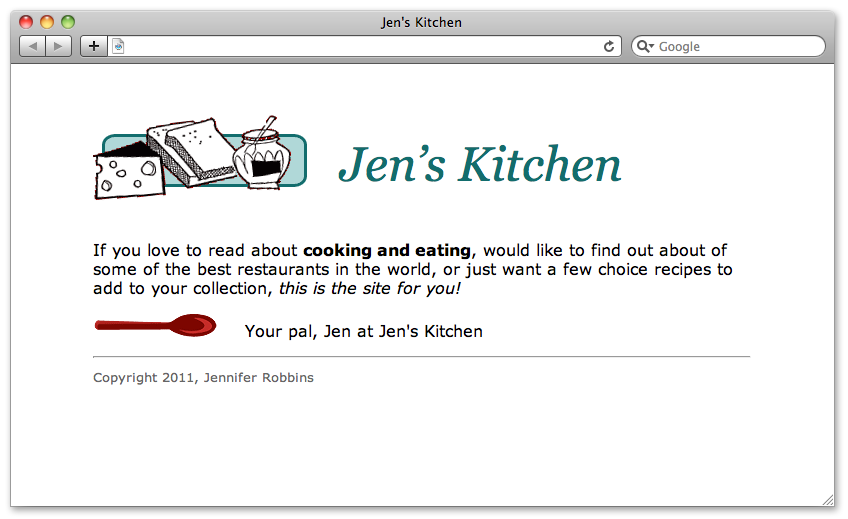 Jen's Kitchen
Google
Jen’s Kitchen
If you love to read about cooking and eating, would like to find out about of
some of the best restaurants in the world, or just want a few choice recipes to
add to your collection, this is the site for you!
Your pal, Jen at Jen's Kitchen
Copyright 2011, Jennifer Robbins